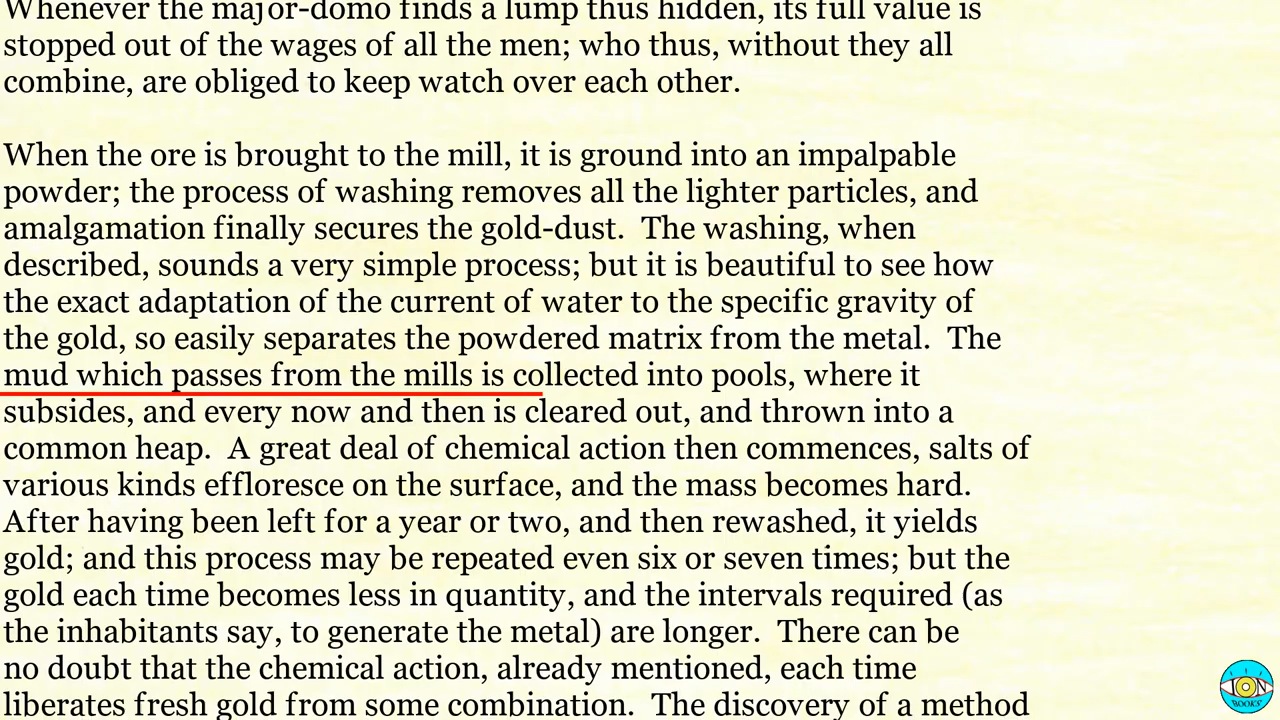 Whenever the major-domo finds a lump thus hidden, its full value is
stopped out of the wages of all the men; who thus, without they all
combine, are obliged to keep watch over each other.
When the ore is brought to the mill, it is ground into an impalpable
powder; the process of washing removes all the lighter particles, and
amalgamation finally secures the gold-dust.  The washing, when
described, sounds a very simple process; but it is beautiful to see how
the exact adaptation of the current of water to the specific gravity of
the gold, so easily separates the powdered matrix from the metal.  The
mud which passes from the mills is collected into pools, where it
subsides, and every now and then is cleared out, and thrown into a
common heap.  A great deal of chemical action then commences, salts of
various kinds effloresce on the surface, and the mass becomes hard.
After having been left for a year or two, and then rewashed, it yields
gold; and this process may be repeated even six or seven times; but the
gold each time becomes less in quantity, and the intervals required (as
the inhabitants say, to generate the metal) are longer.  There can be
no doubt that the chemical action, already mentioned, each time
liberates fresh gold from some combination.  The discovery of a method
ION
BOOKS